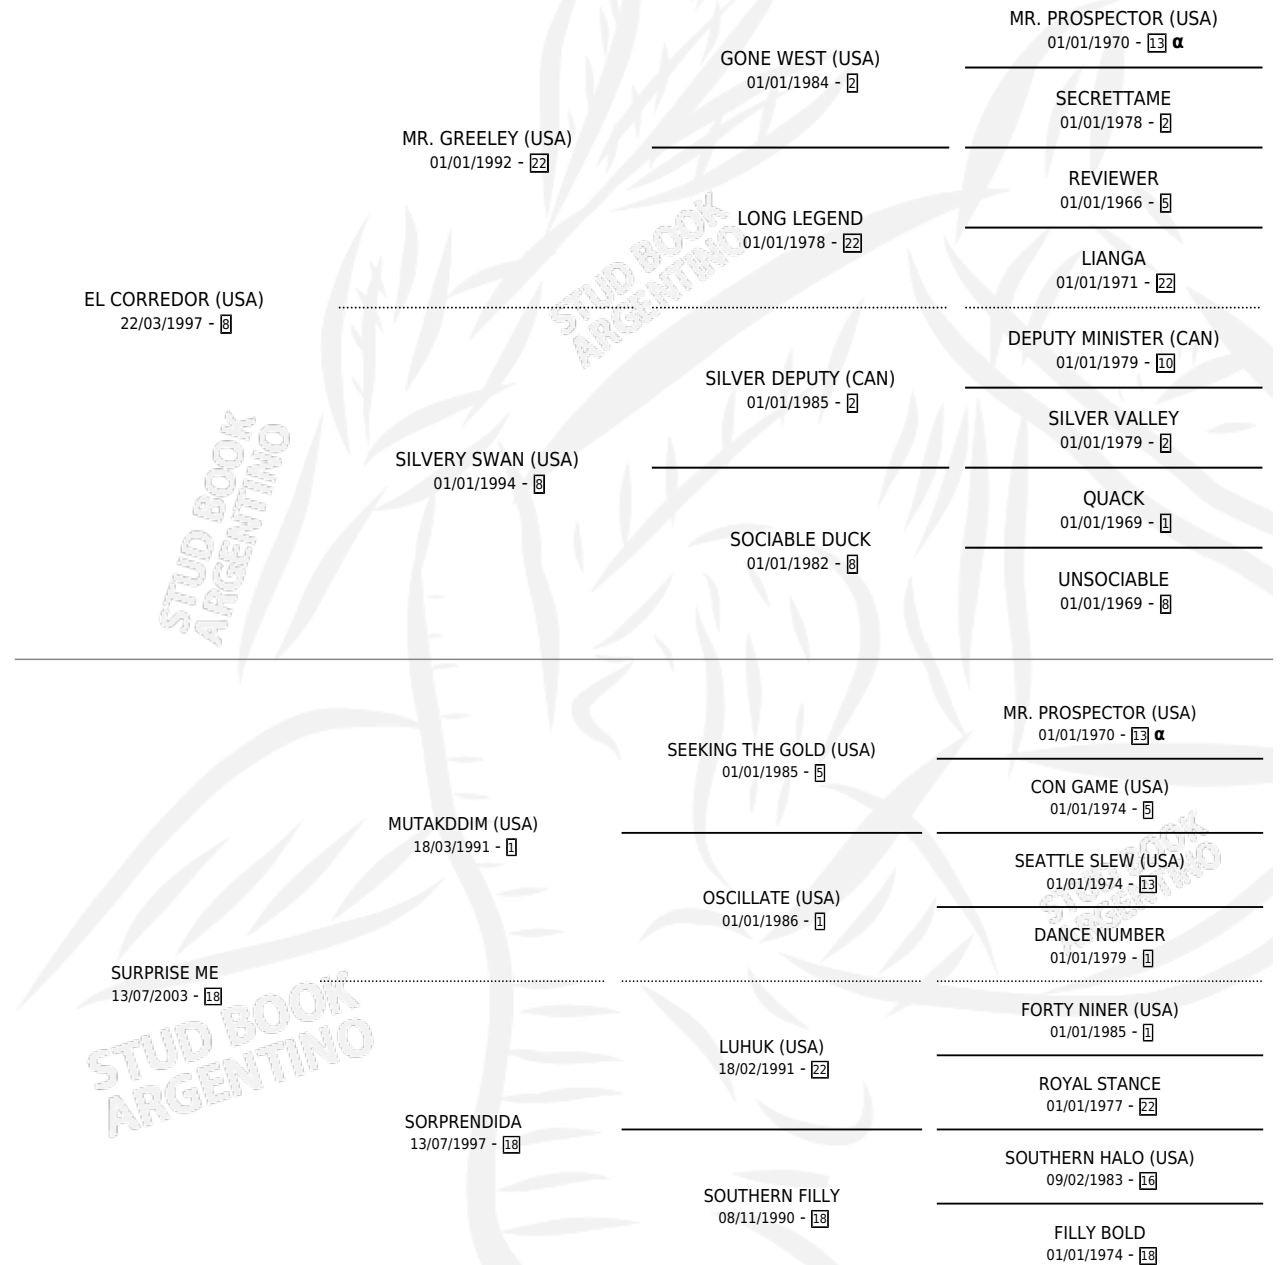 MR. PROSPECTOR (USA)
01/01/1970 - 13 α
GONE WEST (USA)
01/01/1984 - 2
SECRETTAME
01/01/1978 - 2
MR. GREELEY (USA)
01/01/1992 - 22
REVIEWER
01/01/1966 - 5
LONG LEGEND
01/01/1978 - 22
LIANGA
01/01/1971 - 22
EL CORREDOR (USA)
22/03/1997 - 8
DEPUTY MINISTER (CAN)
01/01/1979 - 10
SILVER DEPUTY (CAN)
01/01/1985 - 2
SILVER VALLEY
01/01/1979 - 2
SILVERY SWAN (USA)
01/01/1994 - 8
QUACK
01/01/1969 - 1
SOCIABLE DUCK
01/01/1982 - 8
UNSOCIABLE
01/01/1969 - 8
MR. PROSPECTOR (USA)
01/01/1970 - 13 α
SEEKING THE GOLD (USA)
01/01/1985 - 5
CON GAME (USA)
01/01/1974 - 5
MUTAKDDIM (USA)
18/03/1991 - 1
SEATTLE SLEW (USA)
01/01/1974 - 13
OSCILLATE (USA)
01/01/1986 - 1
DANCE NUMBER
01/01/1979 - 1
SURPRISE ME
13/07/2003 - 18
FORTY NINER (USA)
01/01/1985 - 1
LUHUK (USA)
18/02/1991 - 22
ROYAL STANCE
01/01/1977 - 22
SORPRENDIDA
13/07/1997 - 18
SOUTHERN HALO (USA)
09/02/1983 - 16
SOUTHERN FILLY
08/11/1990 - 18
FILLY BOLD
01/01/1974 - 18
STUD BOOK
ARGENTINO
STUD BOOK
ARGENTINO
STUD BOOK
ARGENTINO
STUD BOOK
ARGENTINO